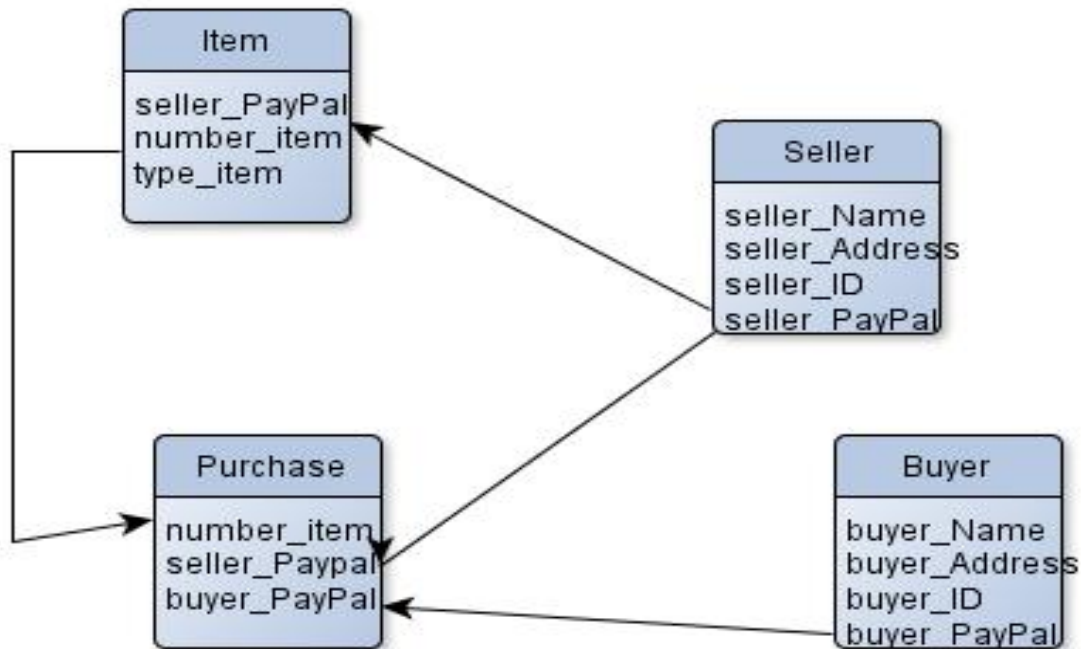 Item
seller_PayPal
number_item
type_item
Seller
seller_Name
seller_Address
seller_ID
seller_PayPal
Purchase
number_item
seller_Paypal
buyer_PayPal
Buyer
buyer_Name
buyer_Address
buyer_ID
buyer_PayPal